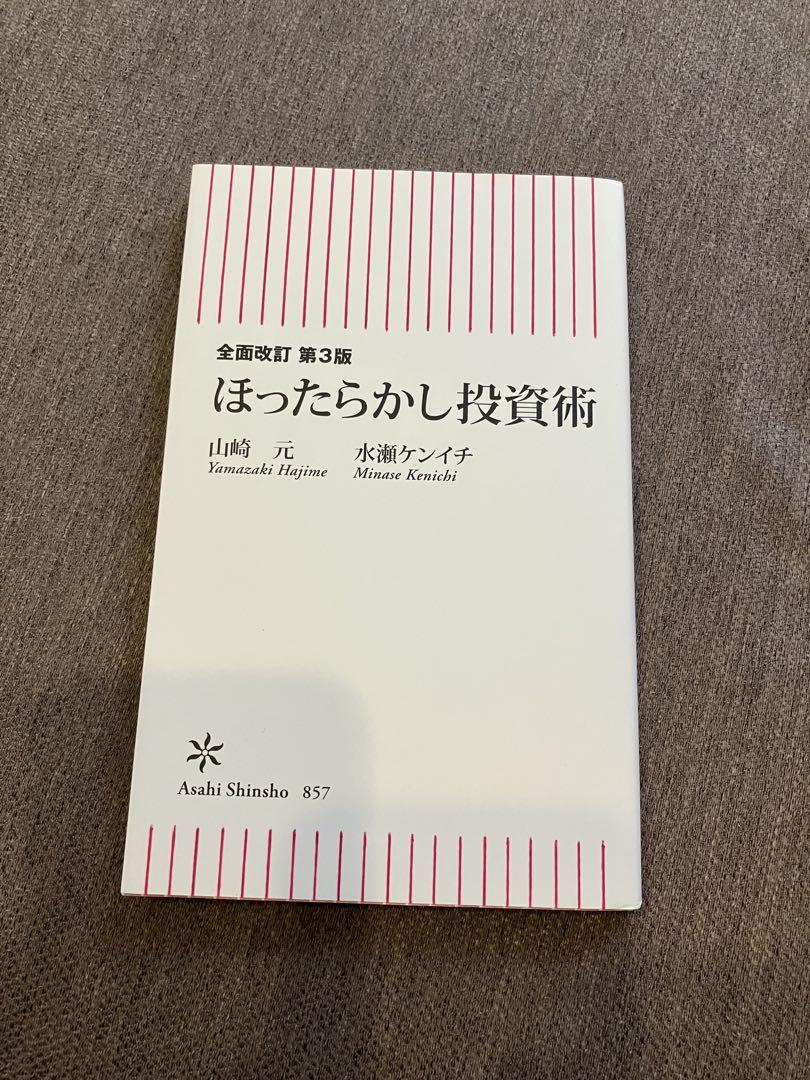 全面改訂 第3版
ほったらかし投資術
山崎 元 水瀬ケンイチ
Yamazaki Hajime Minase Kenichi
Asahi Shinsho 857